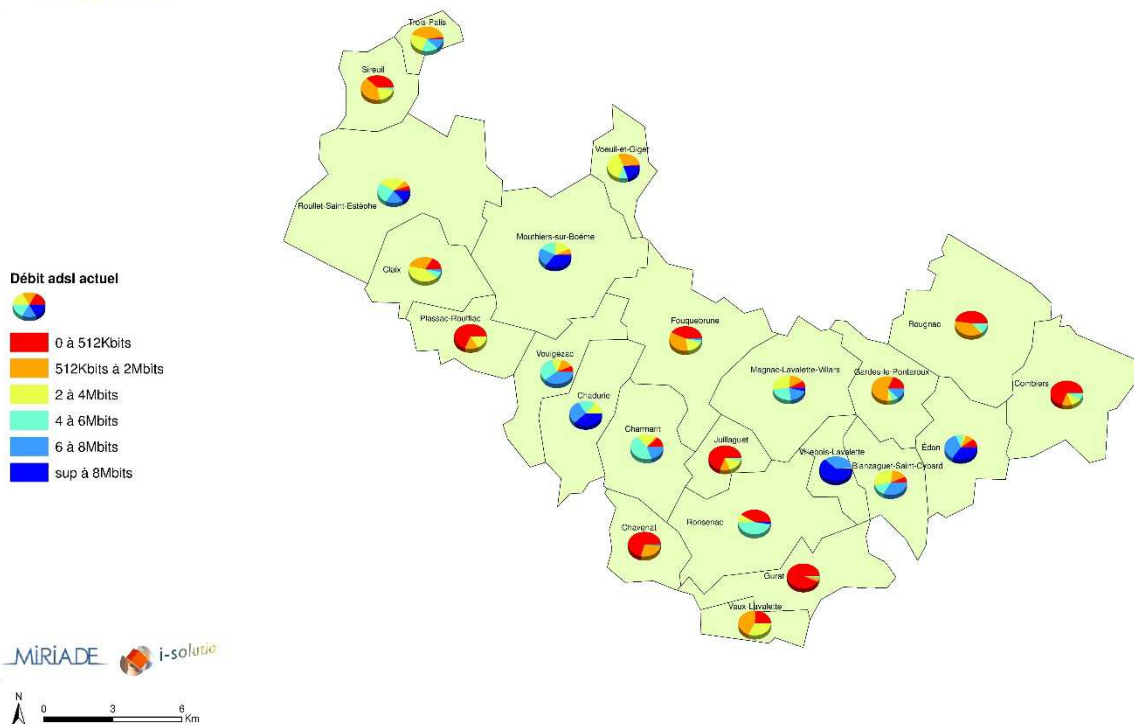 Trois Palis
Sireuil
Voeuil-et-Giget
Roullet-Saint-Estèphe
Mouthiers-sur-Boëme
Claix
Débit adsl actuel
0 à 512Kbits
512Kbits à 2Mbits
2 à 4Mbits
4 à 6Mbits
6 à 8Mbits
sup à 8Mbits
Plassac-Rouffiac
Fouquebrune
Rougnac
Vouigézac
Magnac-Lavalette-Villars
Gardes le Pontaroux
Combiers
Chadurie
Charmant
Juillaguet
Villebois-Lavalette
Édon
Blanzaguet-Saint-Cybard
Ronsenac
Chavenat
Gurat
Vaux Lavalette
MiRiADE
i-solutio
N
0 3 6
Km